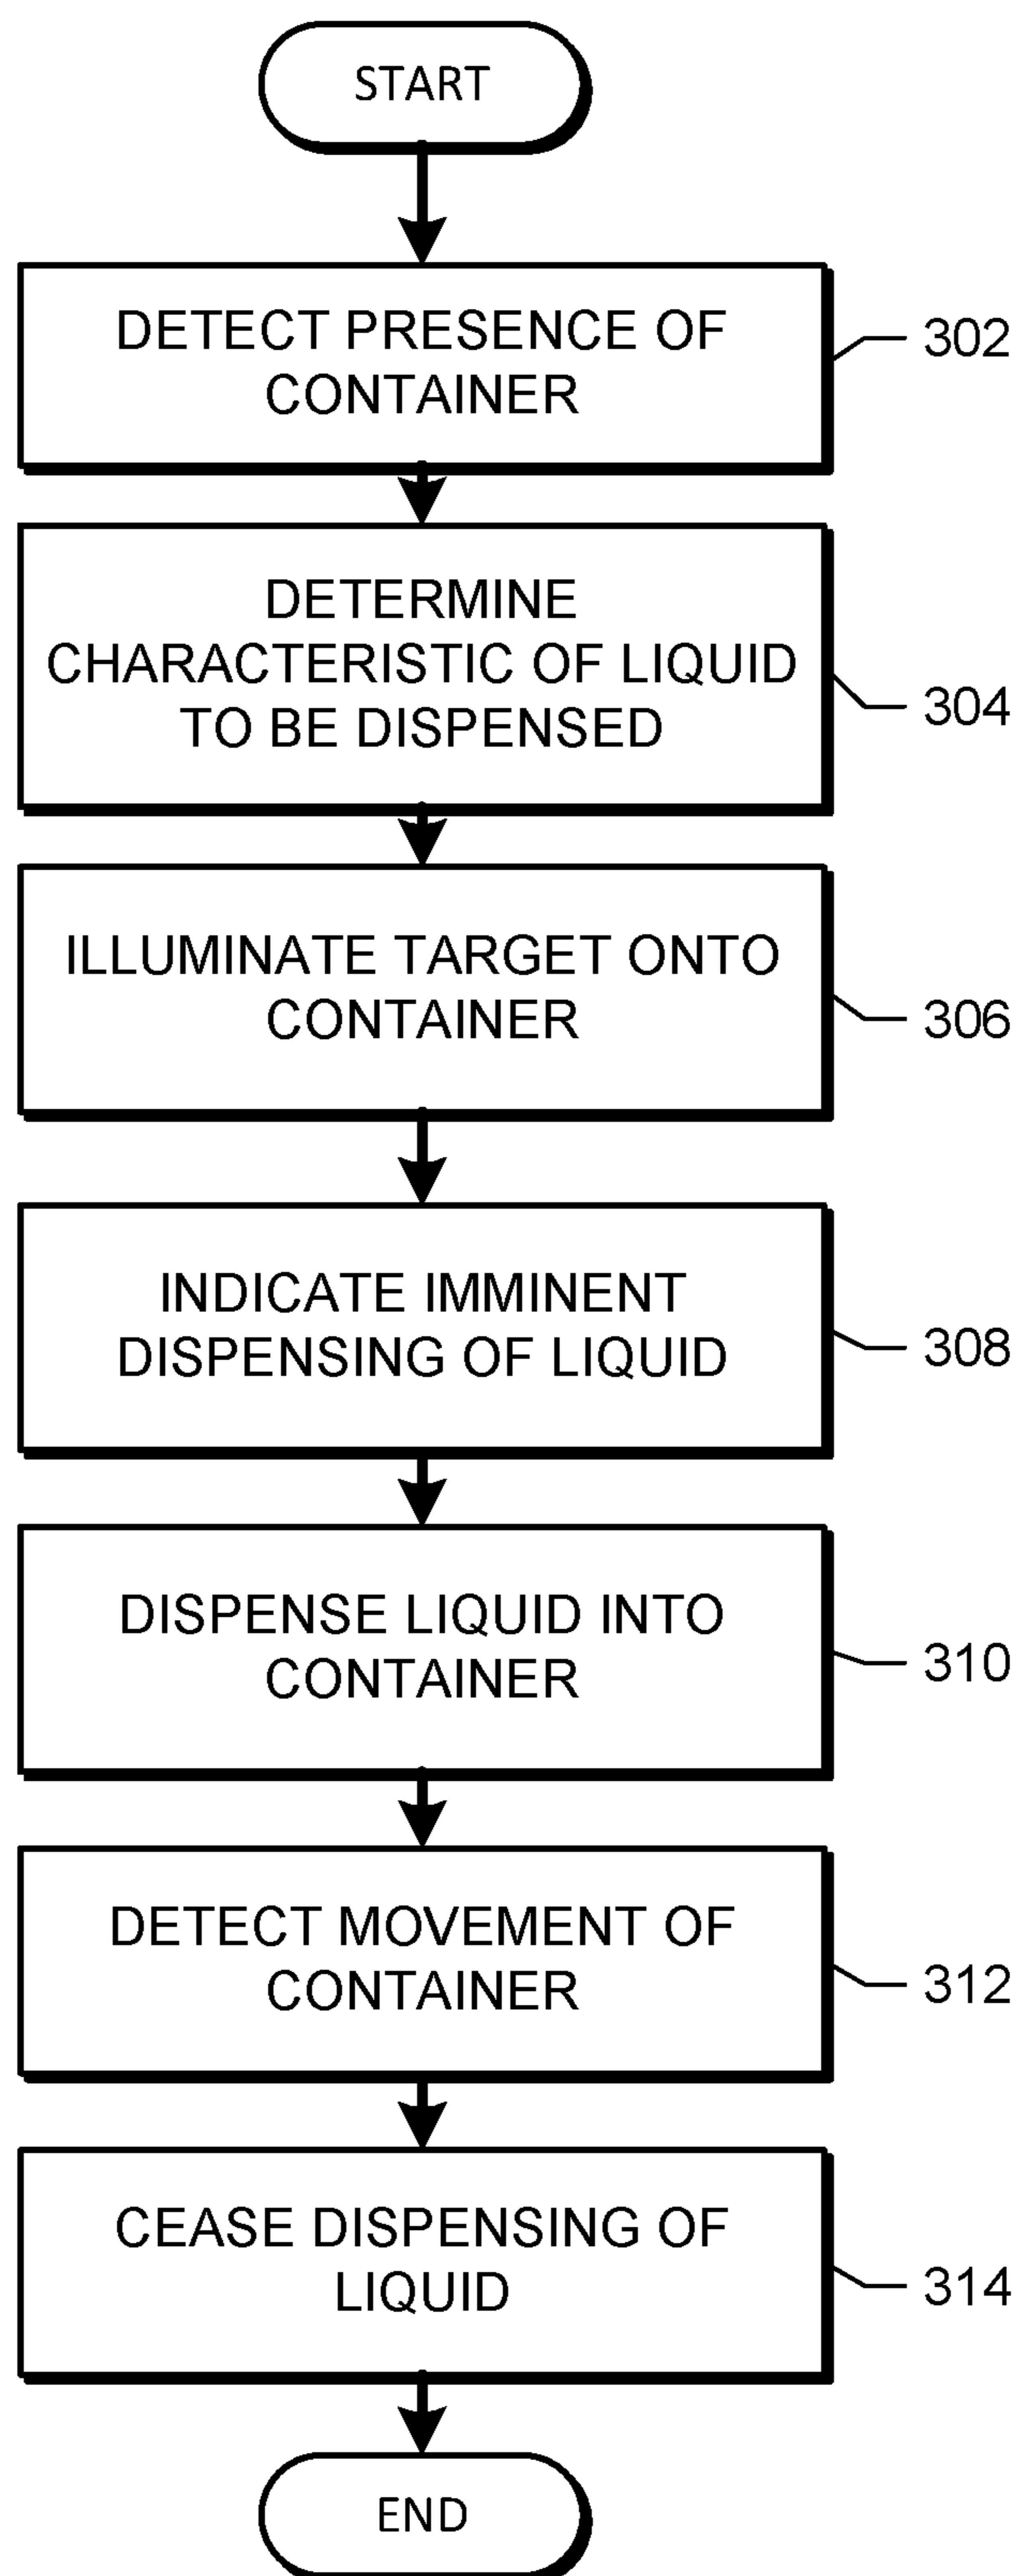 START
DETECT PRESENCE OF
CONTAINER
302
DETERMINE
CHARACTERISTIC OF LIQUID
TO BE DISPENSED
304
ILLUMINATE TARGET ONTO
CONTAINER
306
INDICATE IMMINENT
DISPENSING OF LIQUID
308
DISPENSE LIQUID INTO
CONTAINER
310
DETECT MOVEMENT OF
CONTAINER
312
CEASE DISPENSING OF
LIQUID
314
END